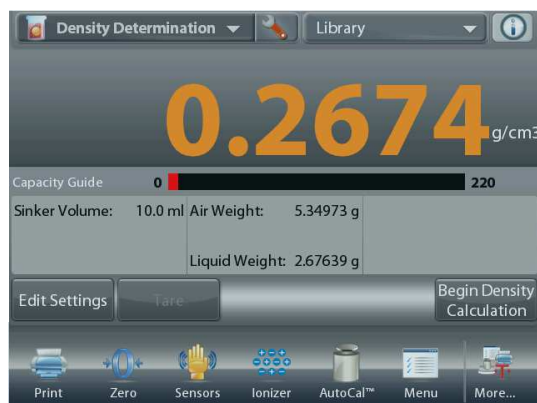 Density Determination
Library
0.2674 g/cm3
Capacity Guide 0 220
Sinker Volume: 10.0 ml Air Weight: 5.34973 g
Liquid Weight: 2.67639 g
Edit Settings
Tare
Begin Density
Calculation
Print Zero Sensors Ionizer AutoCal™ Menu More...